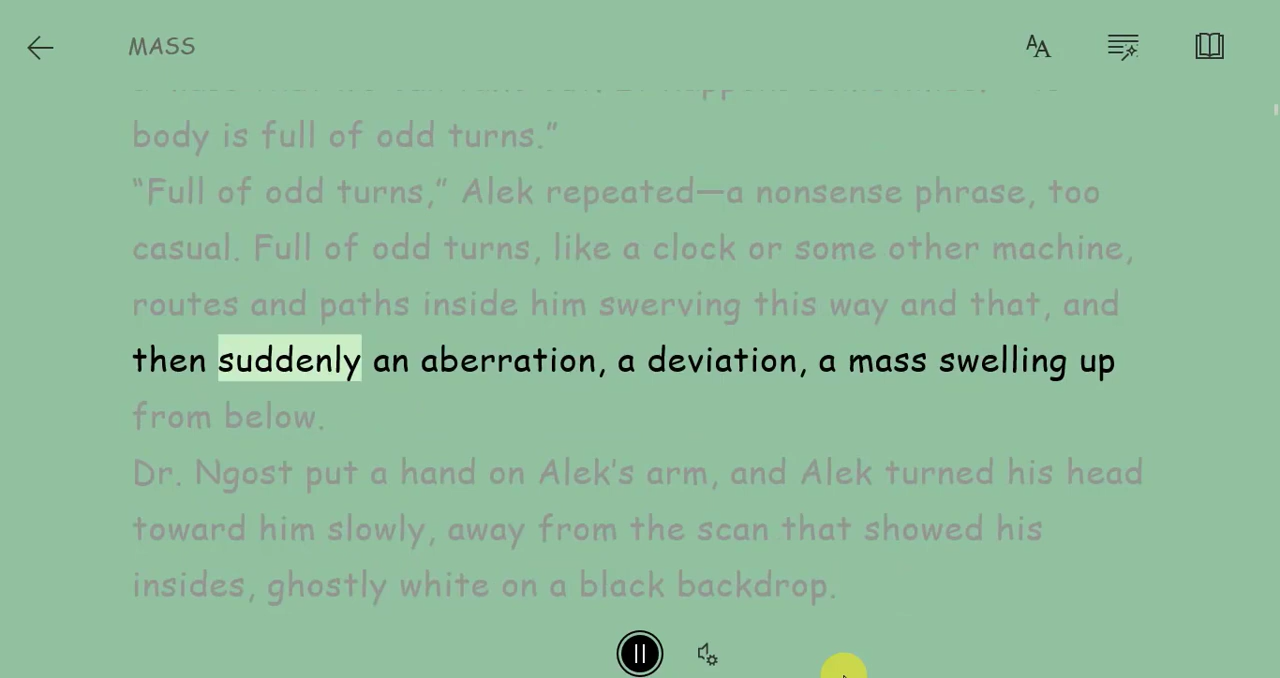 MASS
body is full of odd turns.”
“Full of odd turns,” Alek repeated—a nonsense phrase, too
casual. Full of odd turns, like a clock or some other machine,
routes and paths inside him swerving this way and that, and
then suddenly an aberration, a deviation, a mass swelling up
from below.
Dr. Ngost put a hand on Alek’s arm, and Alek turned his head
toward him slowly, away from the scan that showed his
insides, ghostly white on a black backdrop.